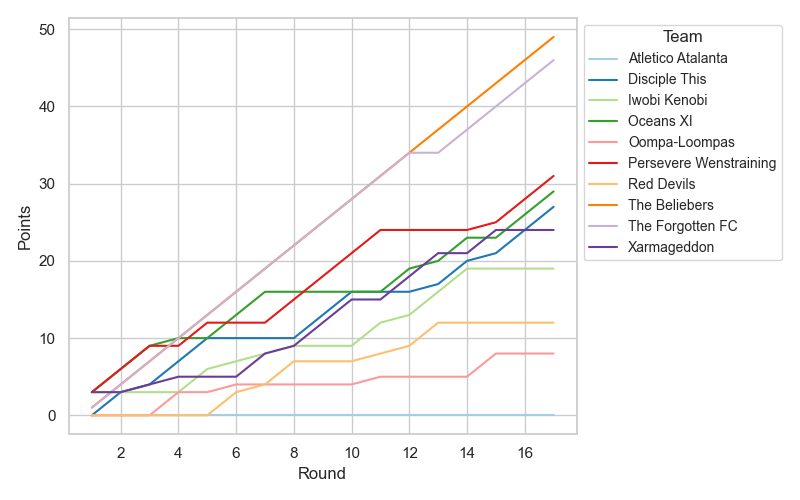 50
40
30
20
10
0
Points
2 4 6 8 10 12 14 16
Round
Team
Atletico Atalanta
Disciple This
Iwobi Kenobi
Oceans XI
Oompa-Loompas
Persevere Wenstraining
Red Devils
The Beliebers
The Forgotten FC
Xarmageddon